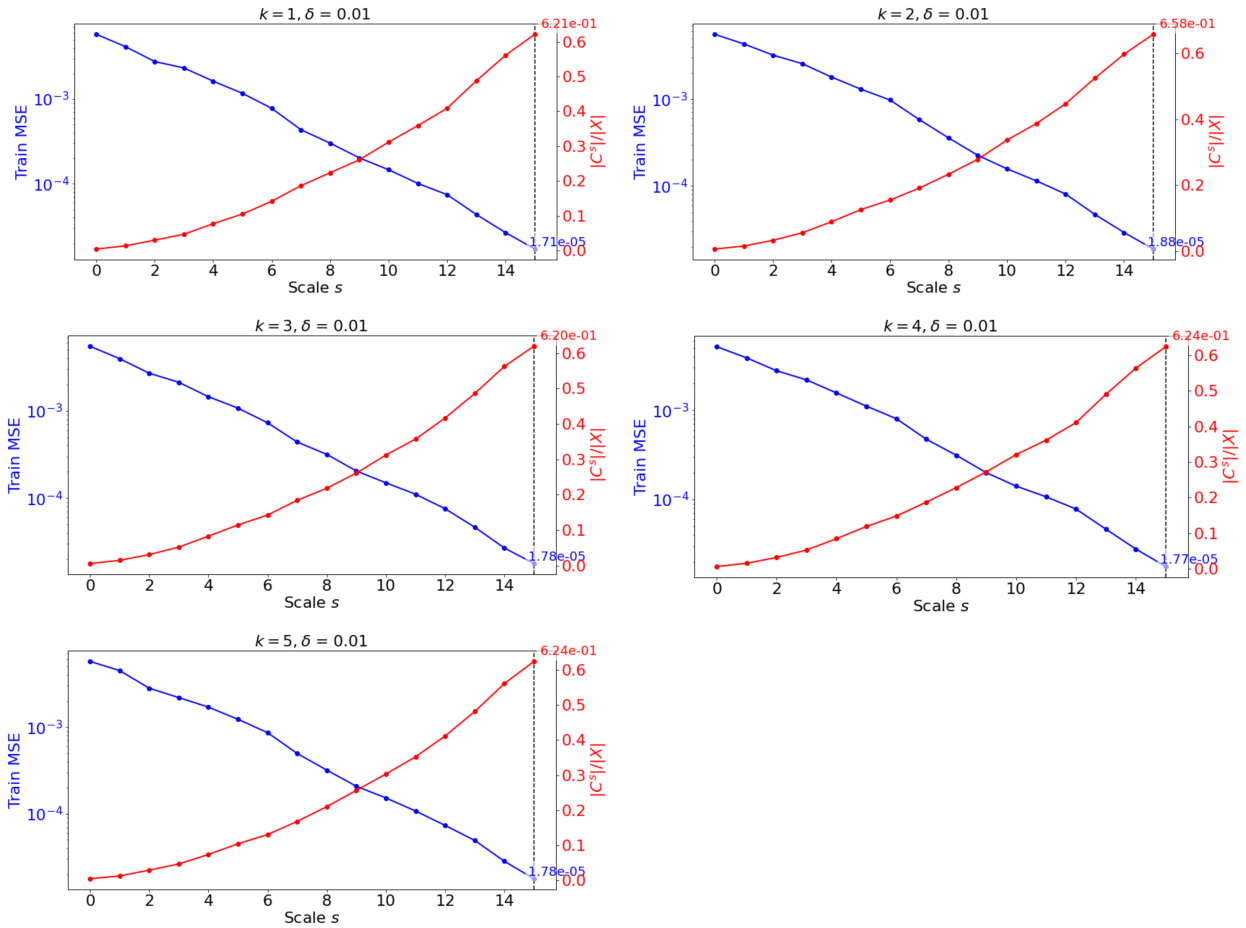 k = 1, δ = 0.01
6.21e-01
Train MSE
10⁻³
10⁻⁴
0.6
0.5
0.4
0.3
0.2
0.1
0.0
|Cˢ|/|X|
1.71e-05
0 2 4 6 8 10 12 14
Scale s
k = 2, δ = 0.01
6.58e-01
Train MSE
10⁻³
10⁻⁴
0.6
0.4
0.2
0.0
|Cˢ|/|X|
1.88e-05
0 2 4 6 8 10 12 14
Scale s
k = 3, δ = 0.01
6.20e-01
Train MSE
10⁻³
10⁻⁴
0.6
0.5
0.4
0.3
0.2
0.1
0.0
|Cˢ|/|X|
1.78e-05
0 2 4 6 8 10 12 14
Scale s
k = 4, δ = 0.01
6.24e-01
Train MSE
10⁻³
10⁻⁴
0.6
0.5
0.4
0.3
0.2
0.1
0.0
|Cˢ|/|X|
1.77e-05
0 2 4 6 8 10 12 14
Scale s
k = 5, δ = 0.01
6.24e-01
Train MSE
10⁻³
10⁻⁴
0.6
0.5
0.4
0.3
0.2
0.1
0.0
|Cˢ|/|X|
1.78e-05
0 2 4 6 8 10 12 14
Scale s